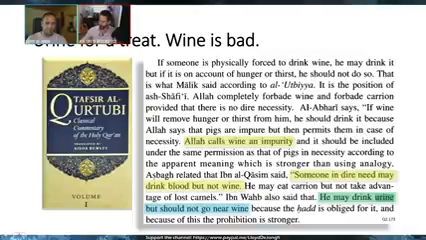 Urine for a treat. Wine is bad.
TAFSIR AL-
QURTUBI
Classical
Commentary
of the Holy Qur'an
TRANSLATED BY
AISHA BEWLEY
VOLUME
1
If someone is physically forced to drink wine, he may drink it
but if it is on account of hunger or thirst, he should not do so. That
is what Mālik said according to al-'Utbiyya. It is the position of
ash-Shāfi'ī. Allah completely forbade wine and forbade carrion
provided that there is no dire necessity. Al-Abharī says, "If wine
will remove hunger or thirst from him, he should drink it because
Allah says that pigs are impure but then permits them in case of
necessity. Allah calls wine an impurity and it should be included
under the same permission as that of pigs in necessity according to
the apparent meaning which is stronger than using analogy.
Aṣbagh related that Ibn al-Qāsim said, "Someone in dire need may
drink blood but not wine. He may eat carrion but not take advan-
tage of lost camels." Ibn Wahb also said that. He may drink urine
but should not go near wine because the ḥadd is obliged for it, and
because of this the prohibition is stronger.
Support the channel: https://www.paypal.me/LloydDeJongh